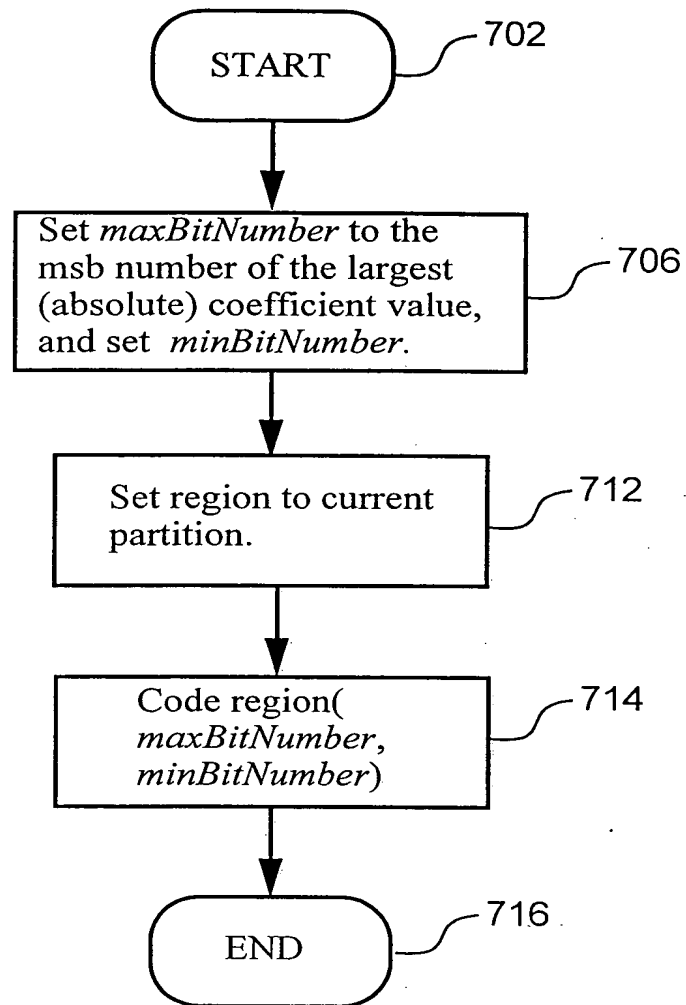 START
702
Set maxBitNumber to the
msb number of the largest
(absolute) coefficient value,
and set minBitNumber.
706
Set region to current
partition.
712
Code region(
maxBitNumber,
minBitNumber)
714
END
716